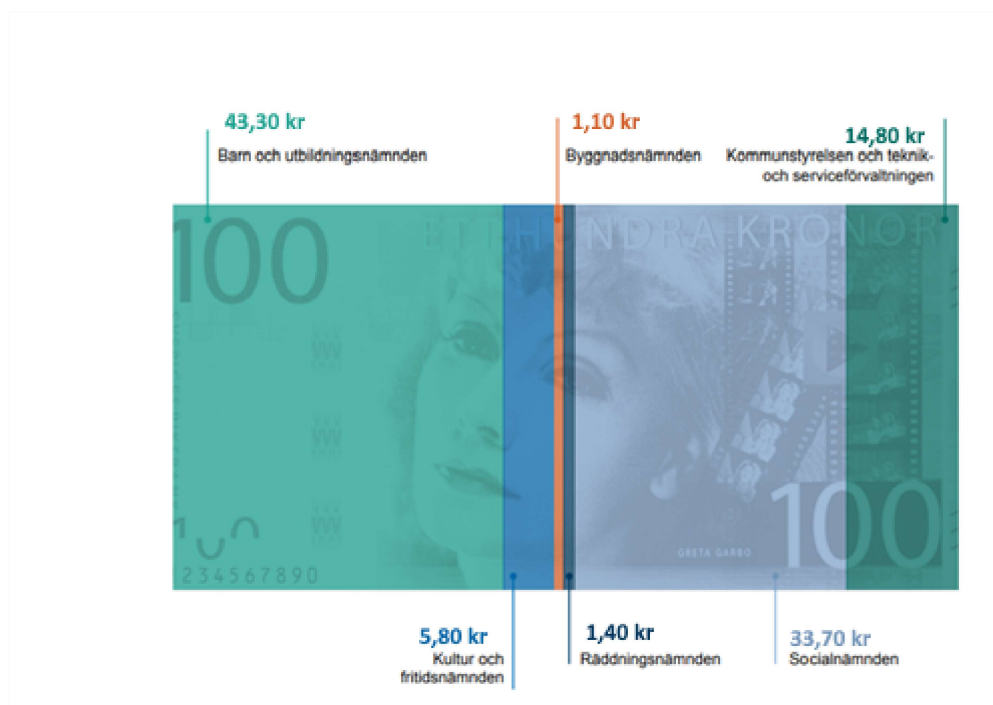 43,30 kr
Barn och utbildningsnämnden
1,10 kr
Byggnadsnämnden
14,80 kr
Kommunstyrelsen och teknik-
och serviceförvaltningen
100
ETT HUNDRA KRONOR
100
GRETA GARBO
100
234567890
5,80 kr
Kultur och
fritidsnämnden
1,40 kr
Räddningsnämnden
33,70 kr
Socialnämnden